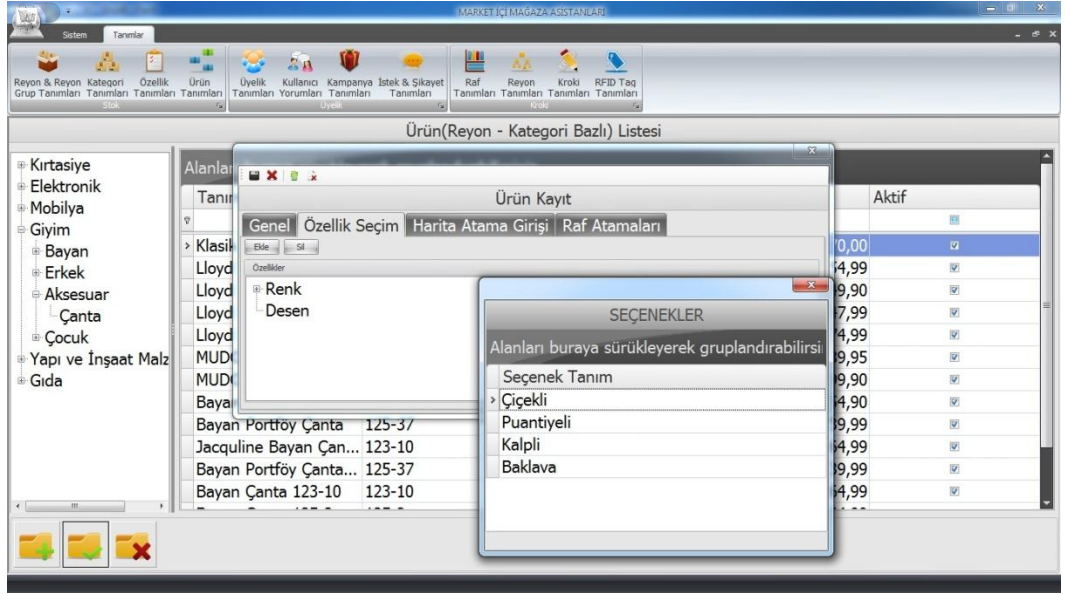 MARKET İÇİ MAĞAZA ASİSTANLARI
Sistem Tanımlar
Reyon & Reyon Grup Tanımları
Kategori Tanımları
Özellik Tanımları
Ürün Tanımları
Stok
Üyelik Tanımları
Kullanıcı Yorumları
Kampanya Tanımları
İstek & Şikayet Tanımları
Üyelik
Raf Tanımları
Reyon Tanımları
Kroki Tanımları
RFID Tag Tanımları
Kroki
Ürün(Reyon - Kategori Bazlı) Listesi
Kırtasiye
Elektronik
Mobilya
Giyim
Bayan
Erkek
Aksesuar
Çanta
Çocuk
Yapı ve İnşaat Malz
Gıda
Alanlar
Tanım
Aktif
Klasik
Lloyd
Lloyd
Lloyd
Lloyd
MUDO
MUDO
Baya
Bayan Portföy Çanta 125-37
Jacquline Bayan Çan... 123-10
Bayan Portföy Çanta... 125-37
Bayan Çanta 123-10 123-10
0,00
54,99
9,90
7,99
4,99
9,95
9,90
4,90
9,99
54,99
9,99
54,99
Ürün Kayıt
Genel Özellik Seçim Harita Atama Girişi Raf Atamaları
Ekle Sil
Özellikler
Renk
Desen
SEÇENEKLER
Alanları buraya sürükleyerek gruplandırabilirsi
Seçenek Tanım
Çiçekli
Puantiyeli
Kalpli
Baklava